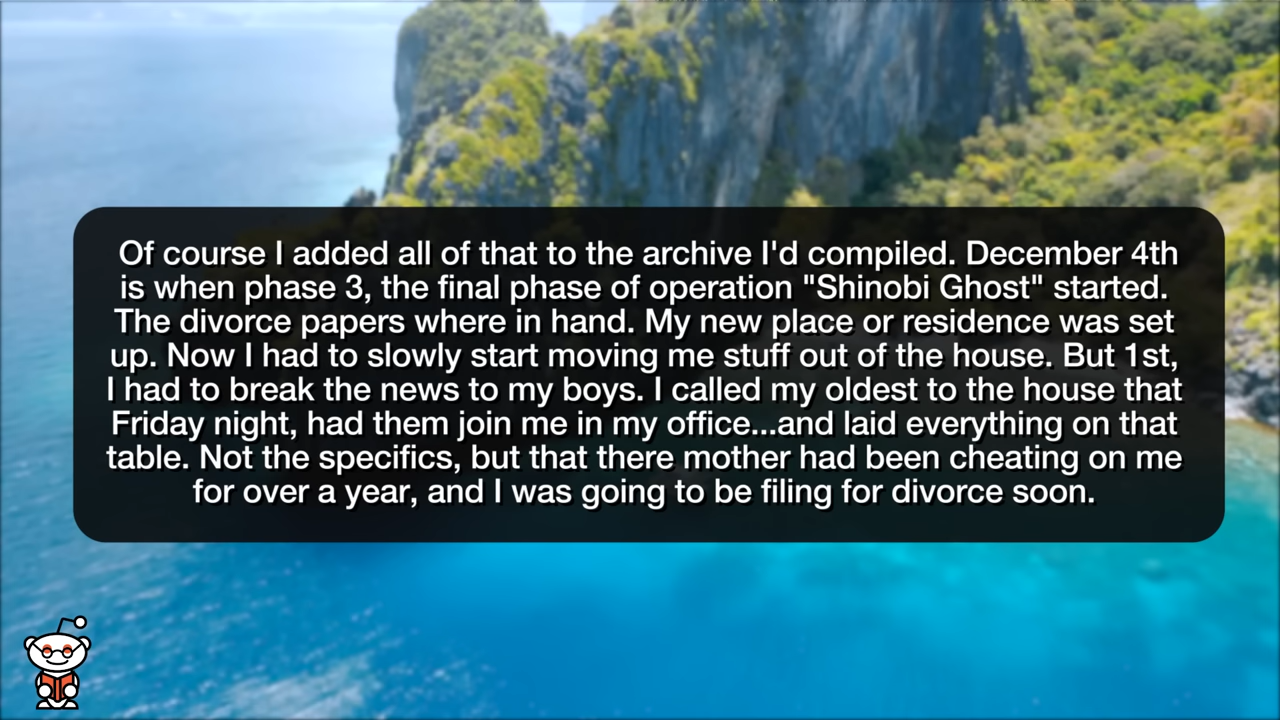 Of course I added all of that to the archive I'd compiled. December 4th
is when phase 3, the final phase of operation "Shinobi Ghost" started.
The divorce papers where in hand. My new place or residence was set
up. Now I had to slowly start moving me stuff out of the house. But 1st,
I had to break the news to my boys. I called my oldest to the house that
Friday night, had them join me in my office...and laid everything on that
table. Not the specifics, but that there mother had been cheating on me
for over a year, and I was going to be filing for divorce soon.